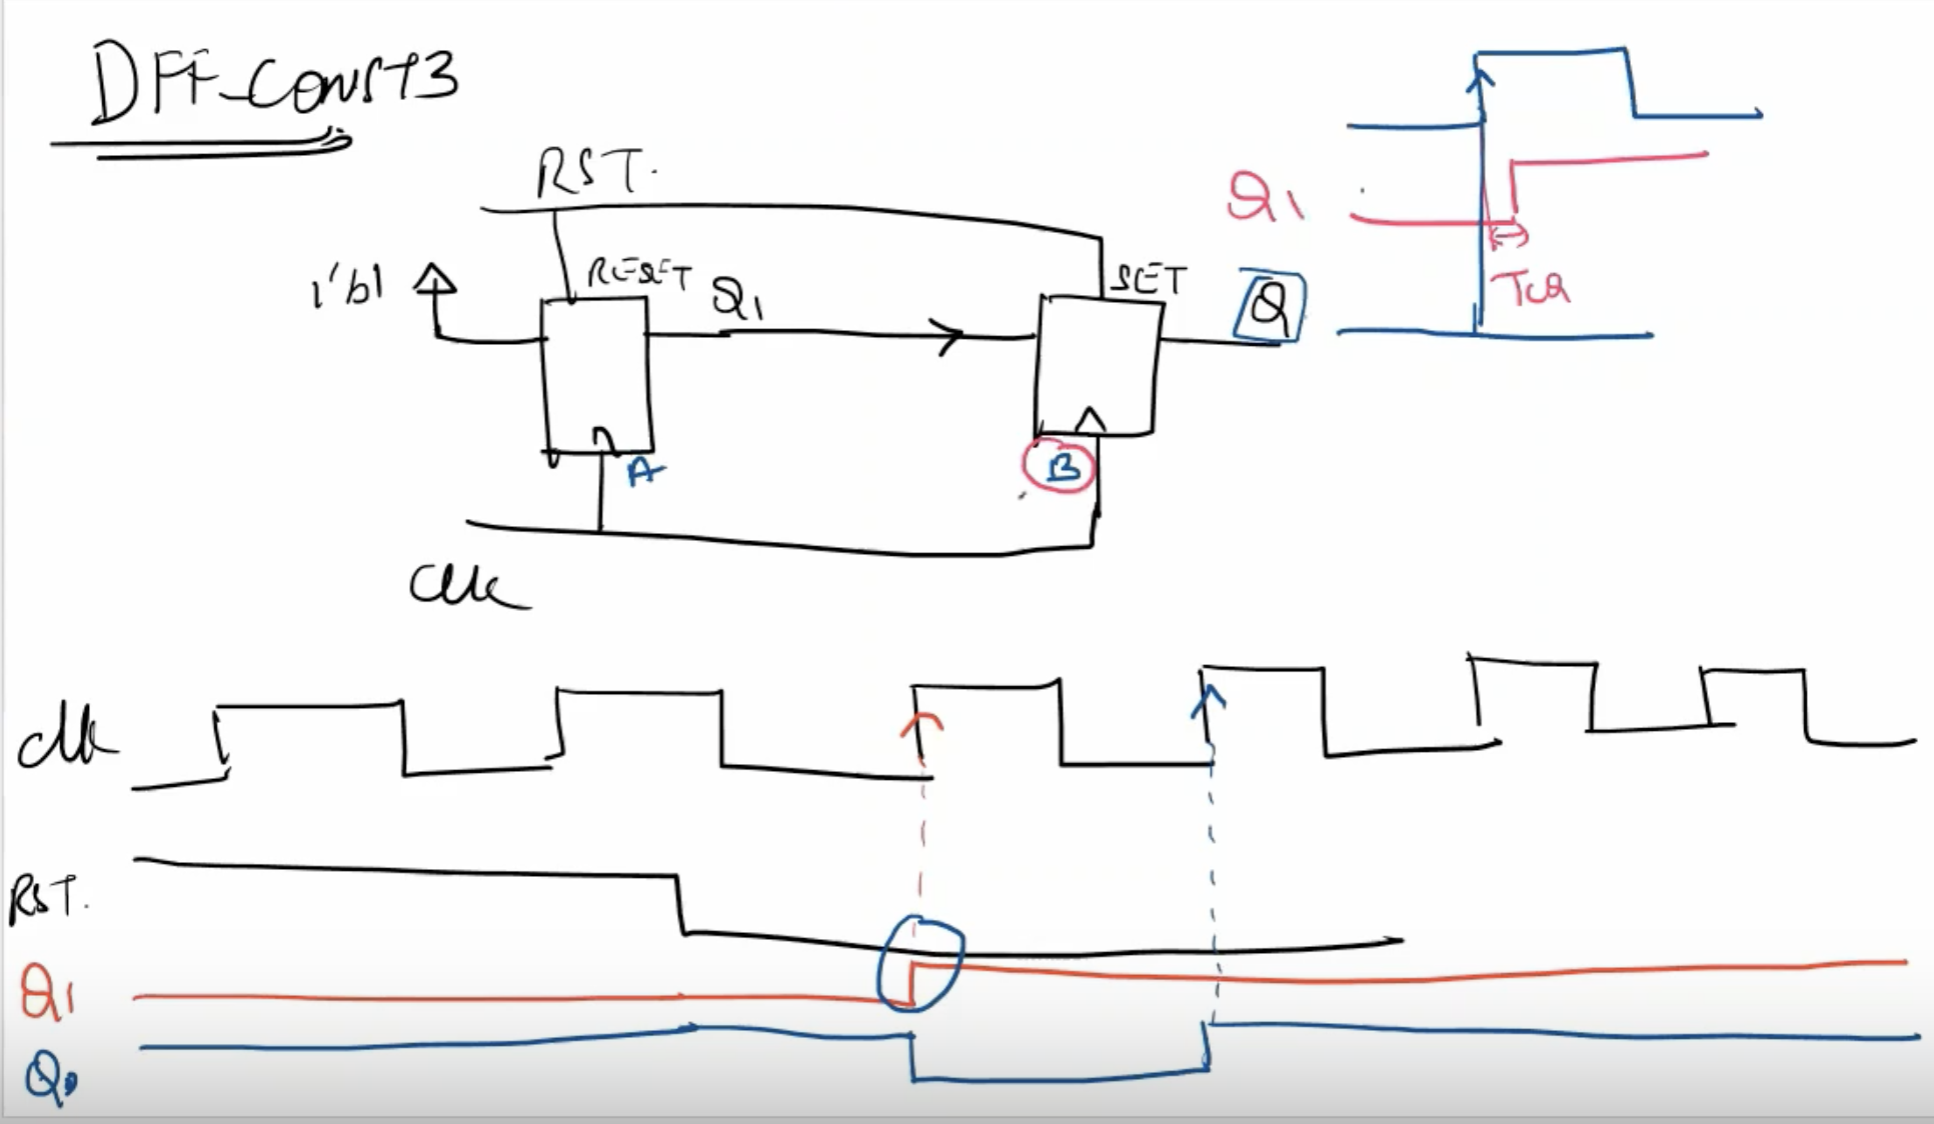 DFF_CONST3
RST.
RESET
SET
1'b1
Q1
Q
A
B
Clk
Q1
TCQ
Clk
RST.
Q1
Q